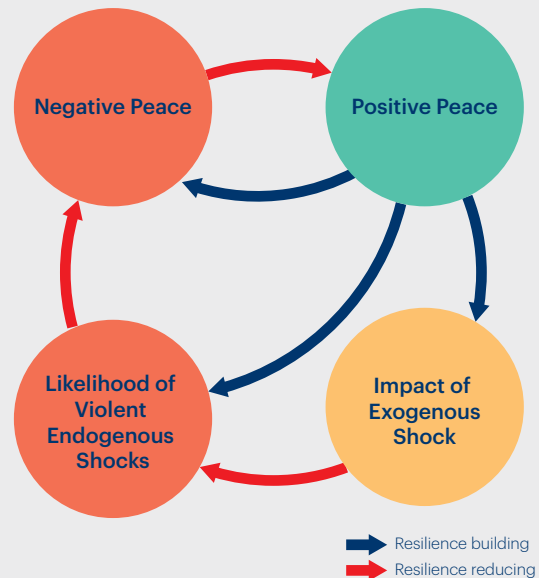 Negative Peace
Positive Peace
Likelihood of
Violent
Endogenous
Shocks
Impact of
Exogenous
Shock
Resilience building
Resilience reducing